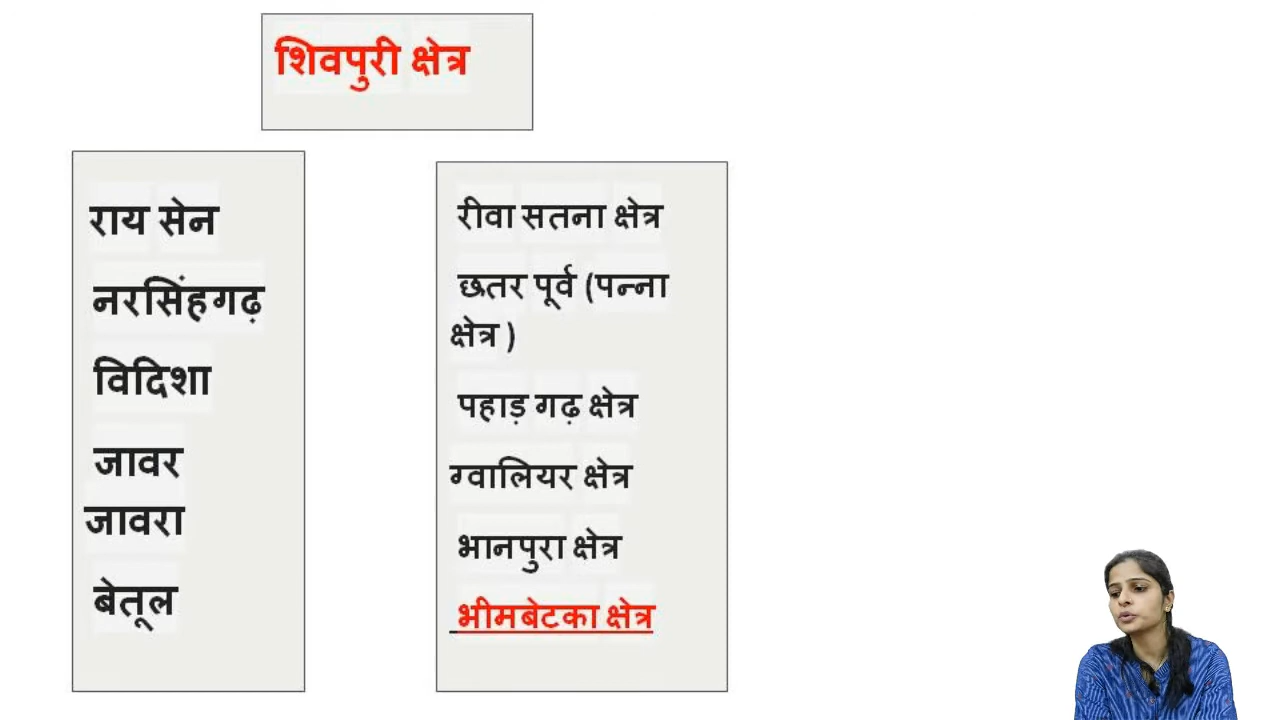 शिवपुरी क्षेत्र
राय सेन
नरसिंहगढ़
विदिशा
जावर
जावरा
बेतूल
रीवा सतना क्षेत्र
छतर पूर्व (पन्ना
क्षेत्र )
पहाड़ गढ़ क्षेत्र
ग्वालियर क्षेत्र
भानपुरा क्षेत्र
भीमबेटका क्षेत्र